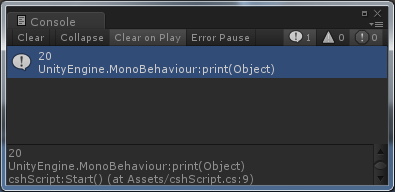 Console
Clear Collapse Clear on Play Error Pause 1 0 0
20
UnityEngine.MonoBehaviour:print(Object)
20
UnityEngine.MonoBehaviour:print(Object)
cshScript:Start() (at Assets/cshScript.cs:9)